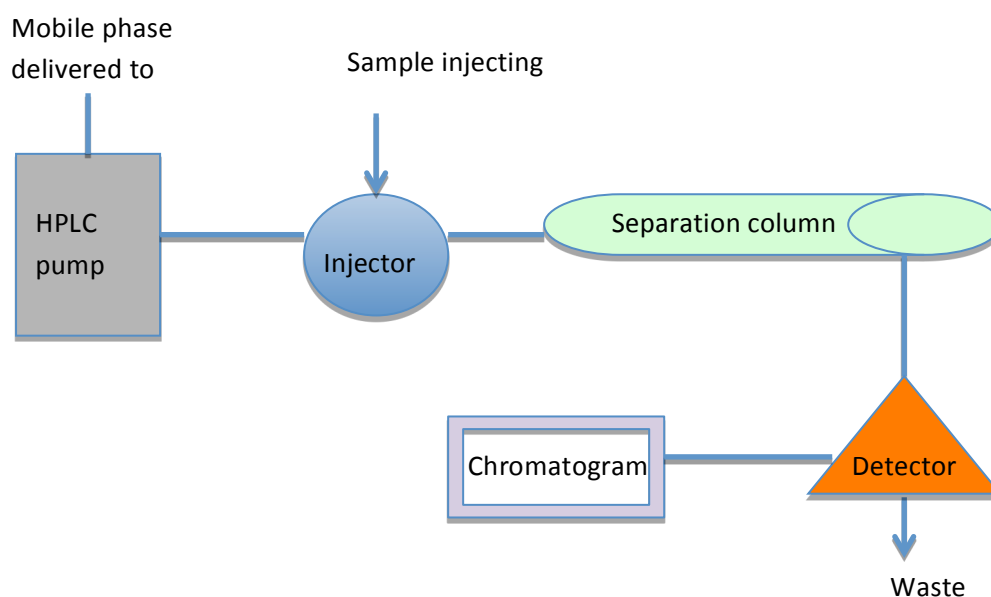 Mobile phase
delivered to
Sample injecting
HPLC
pump
Injector
Separation column
Chromatogram
Detector
Waste